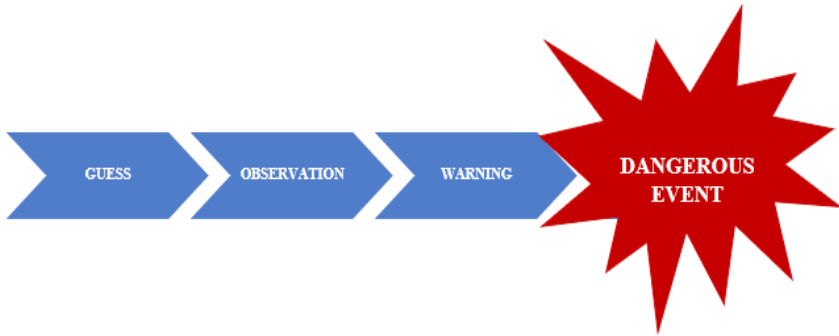 GUESS
OBSERVATION
WARNING
DANGEROUS
EVENT